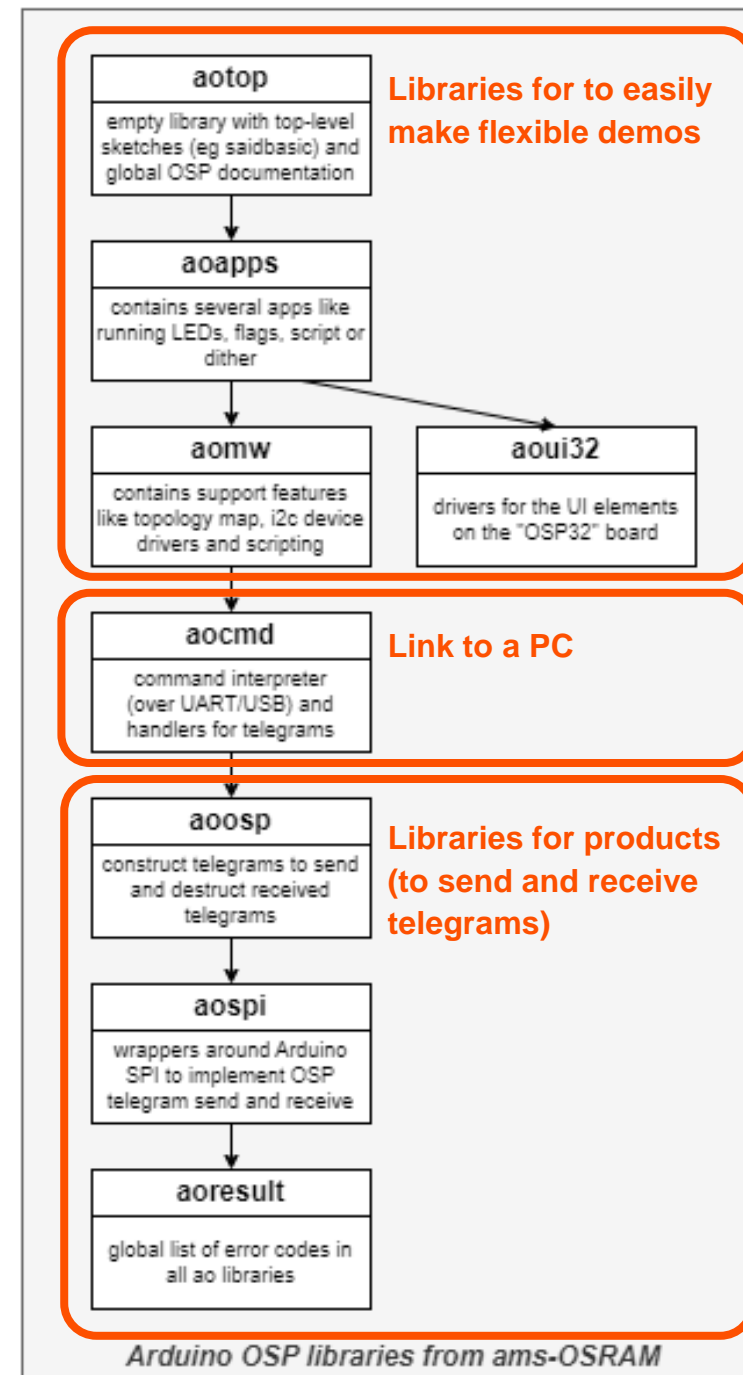 aotop
empty library with top-level
sketches (eg saidbasic) and
global OSP documentation
Libraries for to easily
make flexible demos
aoapps
contains several apps like
running LEDs, flags, script or
dither
aomw
contains support features
like topology map, i2c device
drivers and scripting
aoui32
drivers for the UI elements
on the "OSP32" board
aocmd
command interpreter
(over UART/USB) and
handlers for telegrams
Link to a PC
aoosp
construct telegrams to send
and destruct received
telegrams
Libraries for products
(to send and receive
telegrams)
aospi
wrappers around Arduino
SPI to implement OSP
telegram send and receive
aoresult
global list of error codes in
all ao libraries
Arduino OSP libraries from ams-OSRAM